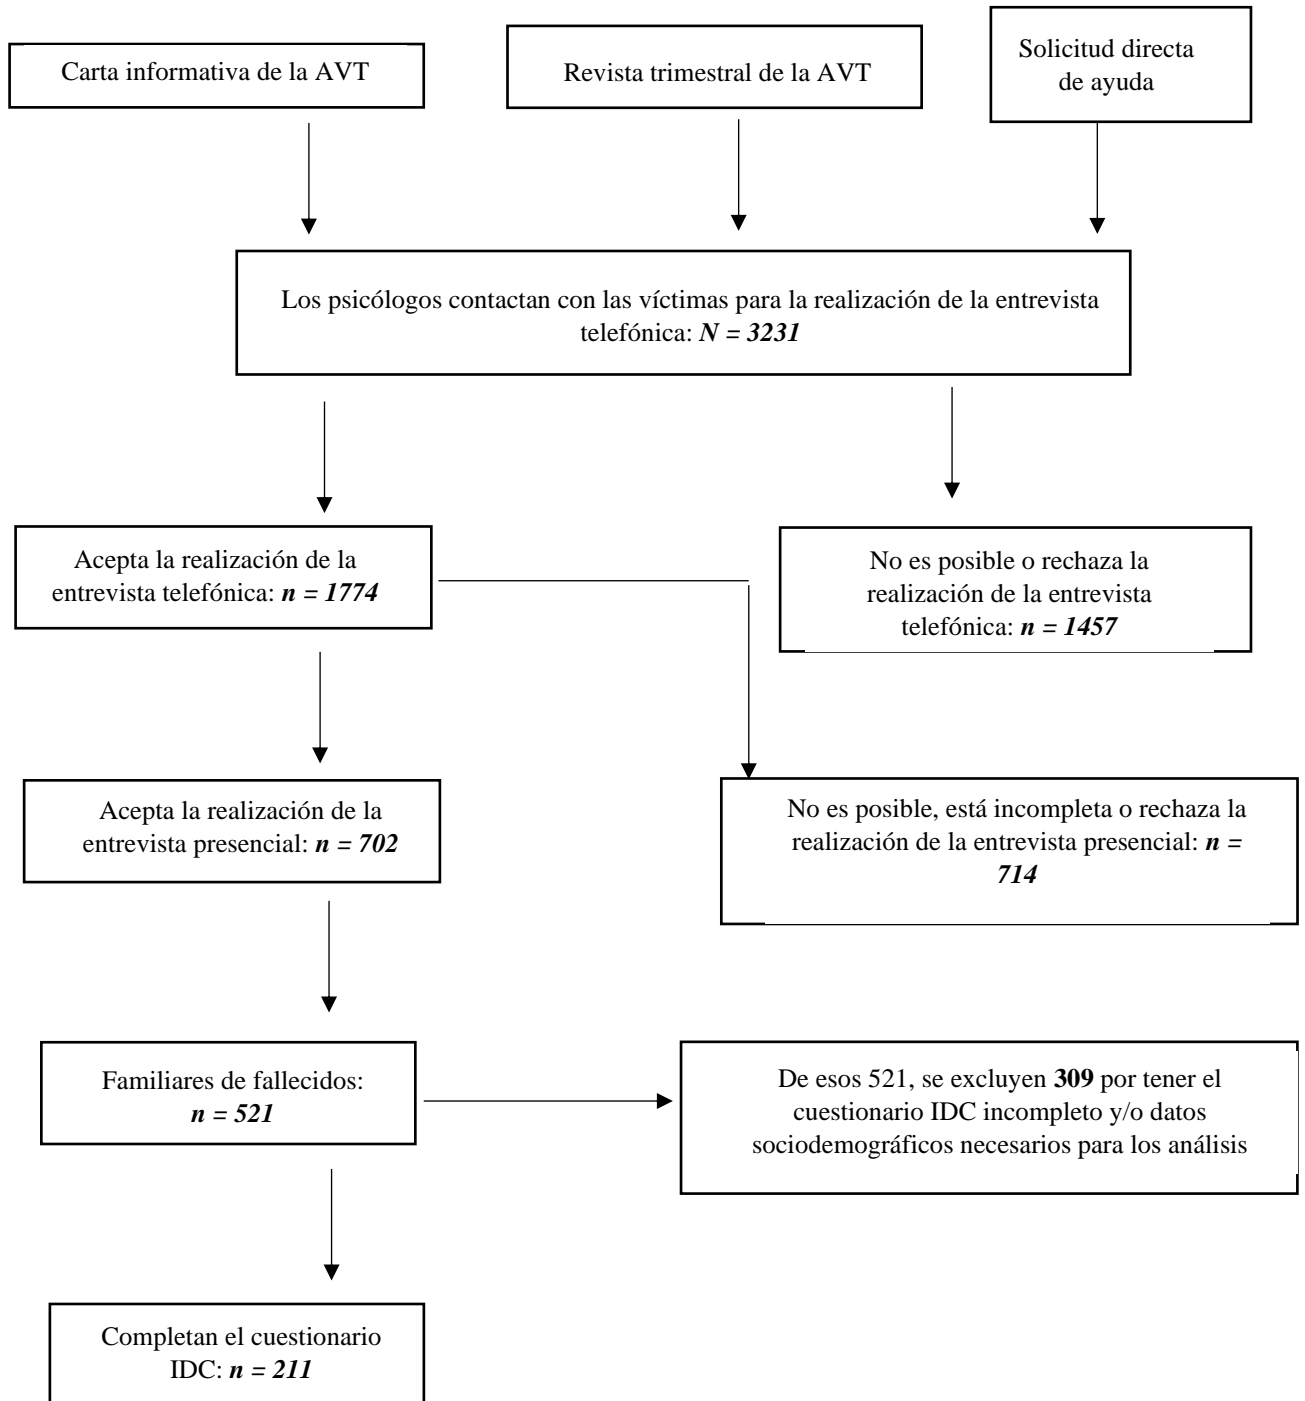 Carta informativa de la AVT
Revista trimestral de la AVT
Solicitud directa
de ayuda
Los psicólogos contactan con las víctimas para la realización de la entrevista
telefónica: N = 3231
Acepta la realización de la
entrevista telefónica: n = 1774
No es posible o rechaza la
realización de la entrevista
telefónica: n = 1457
Acepta la realización de la
entrevista presencial: n = 702
No es posible, está incompleta o rechaza la
realización de la entrevista presencial: n =
714
Familiares de fallecidos:
n = 521
De esos 521, se excluyen 309 por tener el
cuestionario IDC incompleto y/o datos
sociodemográficos necesarios para los análisis
Completan el cuestionario
IDC: n = 211